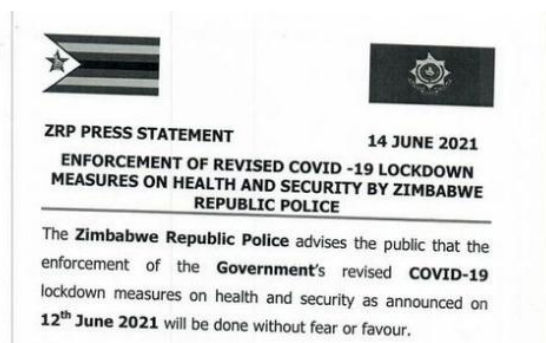 ZRP PRESS STATEMENT 14 JUNE 2021
ENFORCEMENT OF REVISED COVID -19 LOCKDOWN
MEASURES ON HEALTH AND SECURITY BY ZIMBABWE
REPUBLIC POLICE
The Zimbabwe Republic Police advises the public that the
enforcement of the Government's revised COVID-19
lockdown measures on health and security as announced on
12th June 2021 will be done without fear or favour.